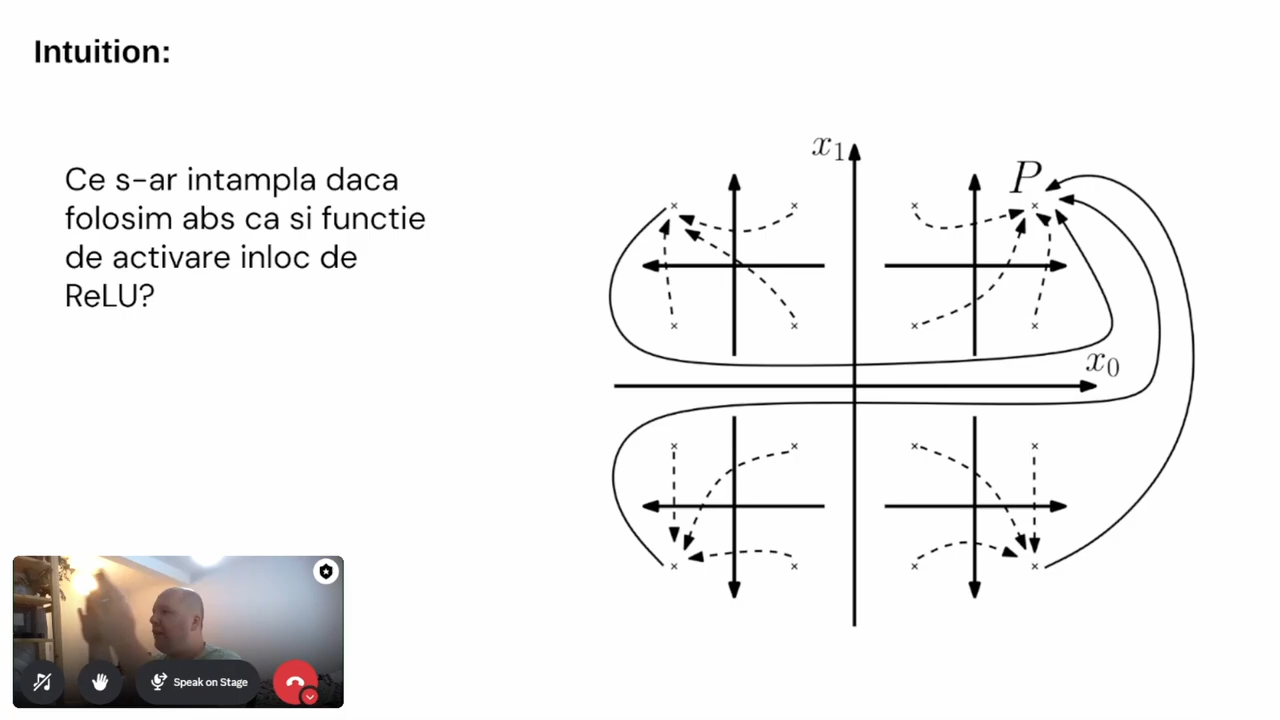 Intuition:
Ce s-ar intampla daca
folosim abs ca si functie
de activare inloc de
ReLU?
x₁
P
x₀
Speak on Stage